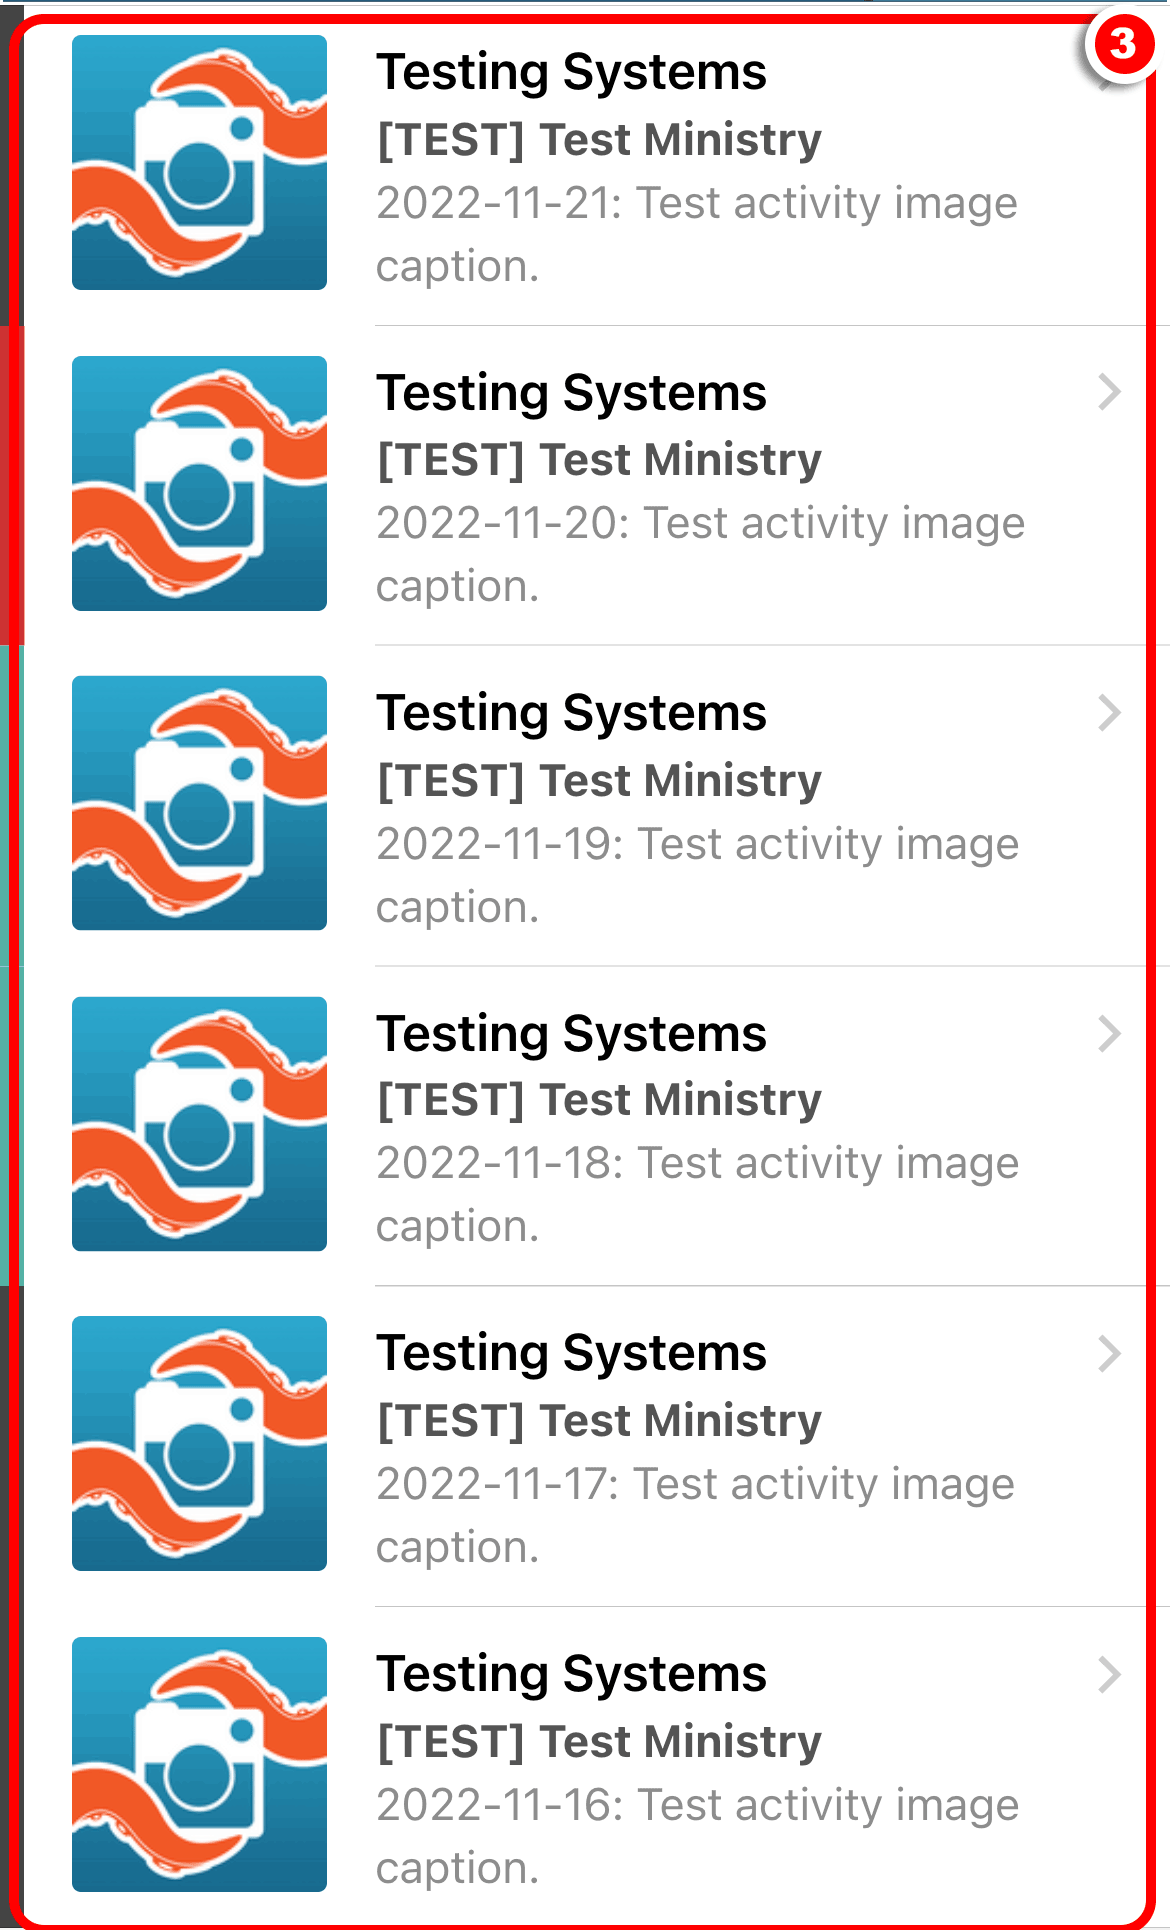 3
Testing Systems
[TEST] Test Ministry
2022-11-21: Test activity image
caption.
Testing Systems
[TEST] Test Ministry
2022-11-20: Test activity image
caption.
Testing Systems
[TEST] Test Ministry
2022-11-19: Test activity image
caption.
Testing Systems
[TEST] Test Ministry
2022-11-18: Test activity image
caption.
Testing Systems
[TEST] Test Ministry
2022-11-17: Test activity image
caption.
Testing Systems
[TEST] Test Ministry
2022-11-16: Test activity image
caption.